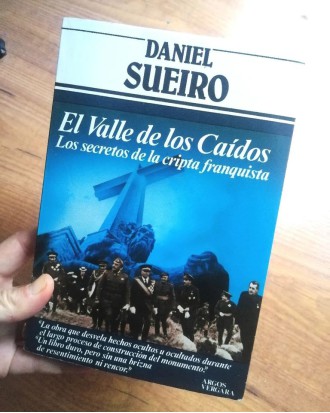 DANIEL
SUEIRO
El Valle de los Caídos
Los secretos de la cripta franquista
"La obra que desvela hechos ocultos u ocultados durante
el largo proceso de construcción del monumento."
"Un libro duro, pero sin una brizna
de resentimiento ni rencor."
ARGOS
VERGARA